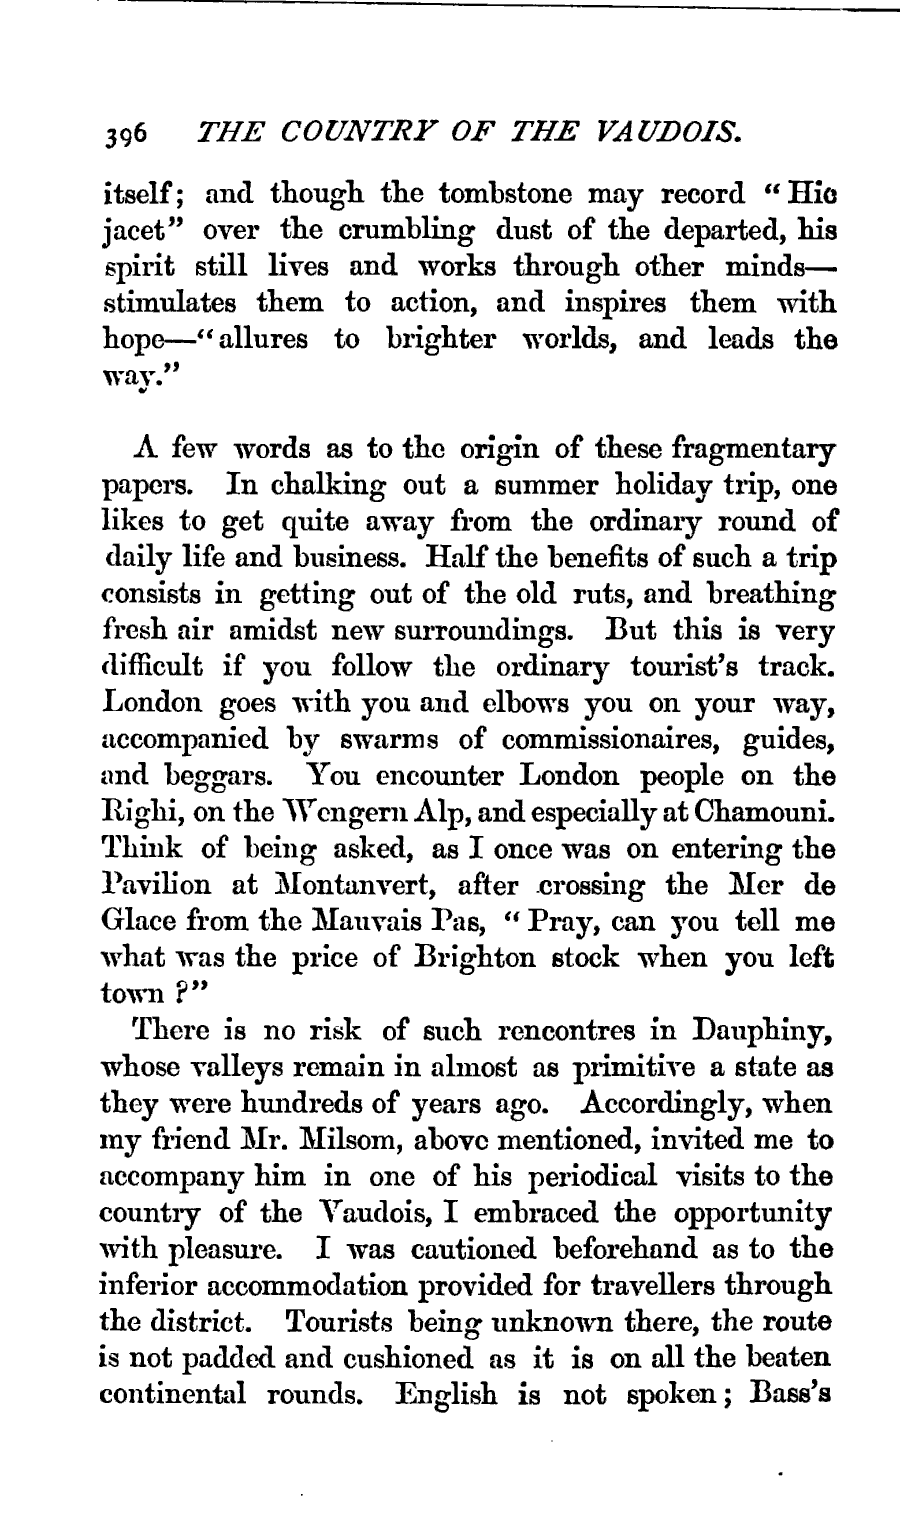 396 THE COUNTRY OF THE VAUDOIS.
itself; and though the tombstone may record “Hic
jacet” over the crumbling dust of the departed, his
spirit still lives and works through other minds—
stimulates them to action, and inspires them with
hope—“allures to brighter worlds, and leads the
way.”
A few words as to the origin of these fragmentary
papers. In chalking out a summer holiday trip, one
likes to get quite away from the ordinary round of
daily life and business. Half the benefits of such a trip
consists in getting out of the old ruts, and breathing
fresh air amidst new surroundings. But this is very
difficult if you follow the ordinary tourist’s track.
London goes with you and elbows you on your way,
accompanied by swarms of commissionaires, guides,
and beggars. You encounter London people on the
Righi, on the Wengern Alp, and especially at Chamouni.
Think of being asked, as I once was on entering the
Pavilion at Montanvert, after crossing the Mer de
Glace from the Mauvais Pas, “Pray, can you tell me
what was the price of Brighton stock when you left
town?”
There is no risk of such rencontres in Dauphiny,
whose valleys remain in almost as primitive a state as
they were hundreds of years ago. Accordingly, when
my friend Mr. Milsom, above mentioned, invited me to
accompany him in one of his periodical visits to the
country of the Vaudois, I embraced the opportunity
with pleasure. I was cautioned beforehand as to the
inferior accommodation provided for travellers through
the district. Tourists being unknown there, the route
is not padded and cushioned as it is on all the beaten
continental rounds. English is not spoken; Bass’s